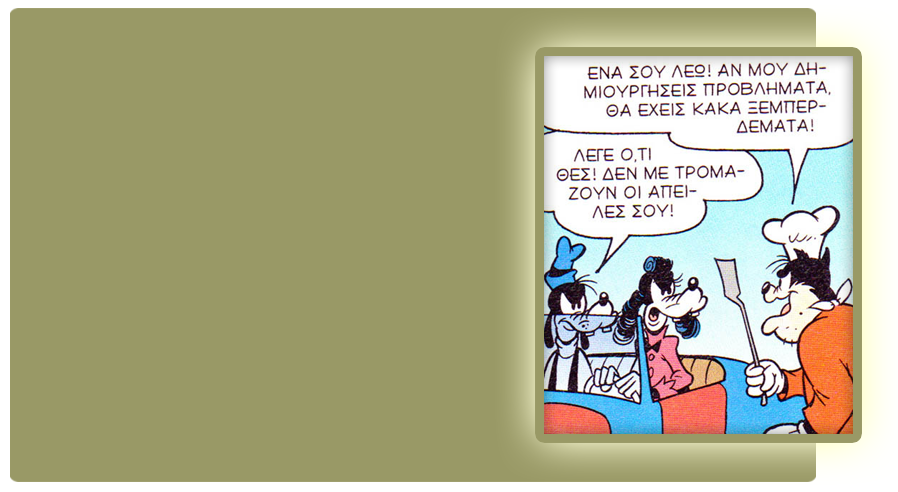 ΕΝΑ ΣΟΥ ΛΕΩ! ΑΝ ΜΟΥ ΔΗ-
ΜΙΟΥΡΓΗΣΕΙΣ ΠΡΟΒΛΗΜΑΤΑ,
ΘΑ ΕΧΕΙΣ ΚΑΚΑ ΞΕΜΠΕΡ-
ΔΕΜΑΤΑ!
ΛΕΓΕ Ο,ΤΙ
ΘΕΣ! ΔΕΝ ΜΕ ΤΡΟΜΑ-
ΖΟΥΝ ΟΙ ΑΠΕΙ-
ΛΕΣ ΣΟΥ!